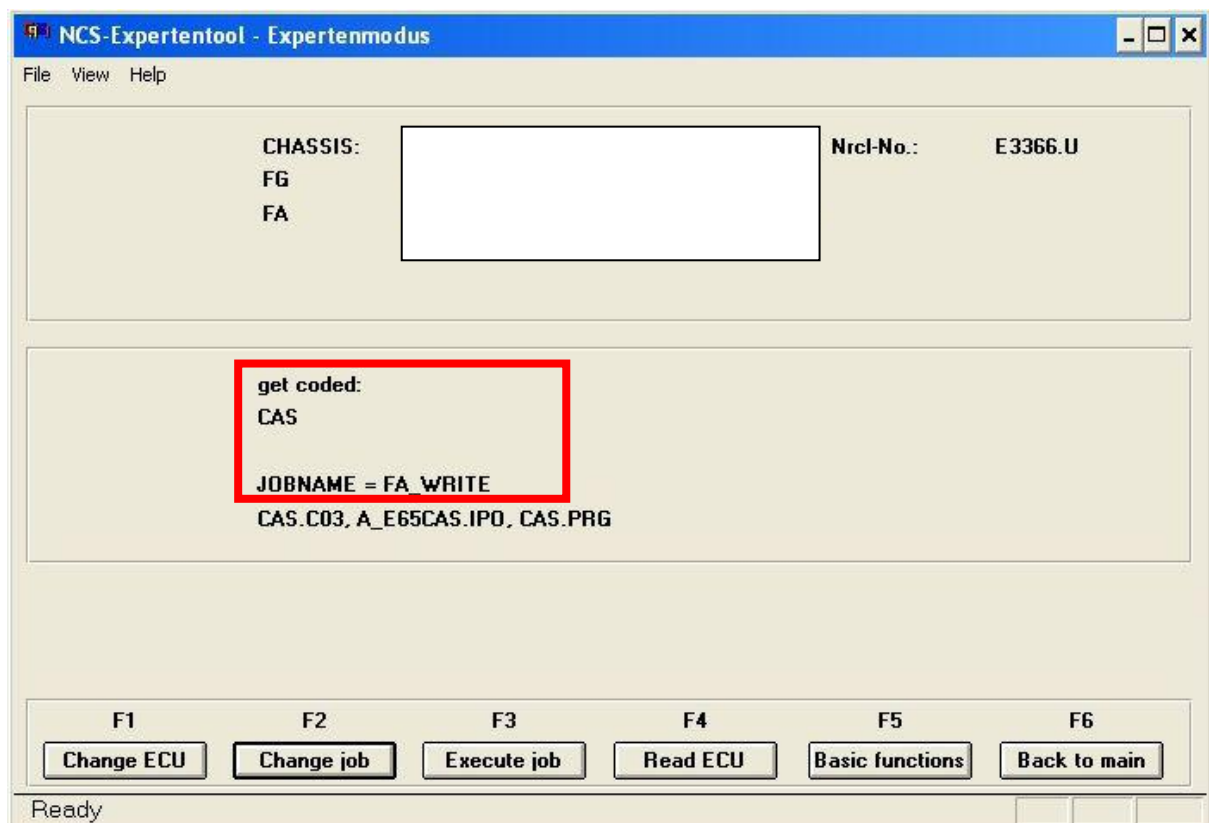 NCS-Expertentool - Expertenmodus
File View Help
CHASSIS: Nrcl-No.: E3366.U
FG
FA
get coded:
CAS
JOBNAME = FA_WRITE
CAS.C03, A_E65CAS.IPO, CAS.PRG
F1 F2 F3 F4 F5 F6
Change ECU Change job Execute job Read ECU Basic functions Back to main
Ready